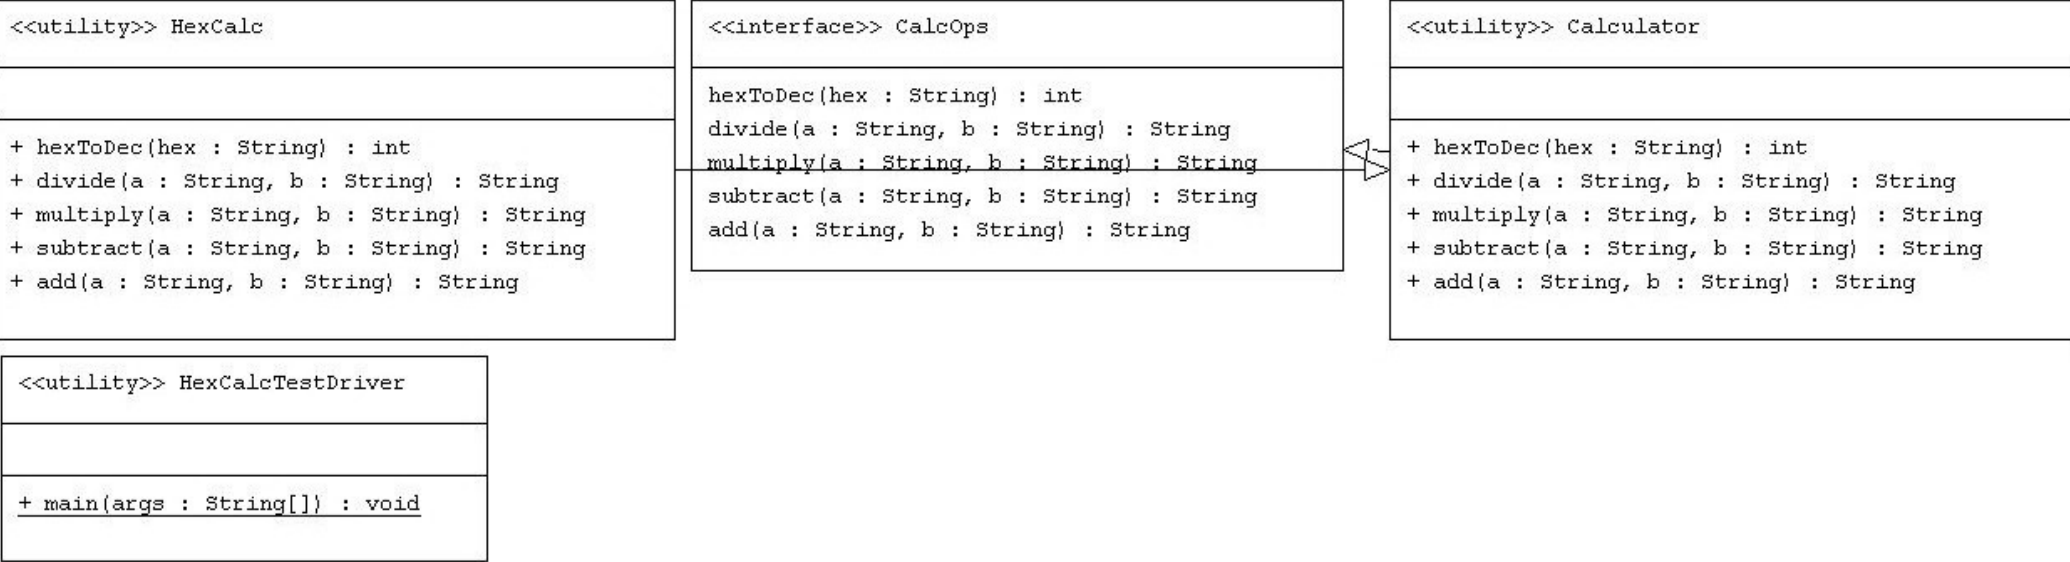 <<utility>> HexCalc
+ hexToDec(hex : String) : int
+ divide(a : String, b : String) : String
+ multiply(a : String, b : String) : String
+ subtract(a : String, b : String) : String
+ add(a : String, b : String) : String
<<interface>> CalcOps
hexToDec(hex : String) : int
divide(a : String, b : String) : String
multiply(a : String, b : String) : String
subtract(a : String, b : String) : String
add(a : String, b : String) : String
<<utility>> Calculator
+ hexToDec(hex : String) : int
+ divide(a : String, b : String) : String
+ multiply(a : String, b : String) : String
+ subtract(a : String, b : String) : String
+ add(a : String, b : String) : String
<<utility>> HexCalcTestDriver
+ main(args : String[]) : void